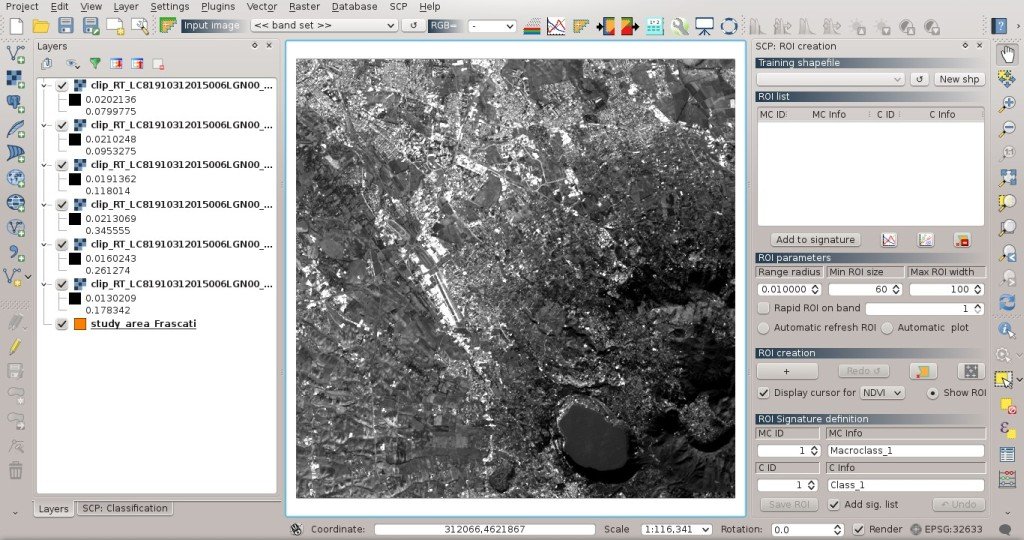 Project Edit View Layer Settings Plugins Vector Raster Database SCP Help
Input image << band set >> RGB= -
Layers
clip_RT_LC81910312015006LGN00_...
0.0202136
0.0799775
clip_RT_LC81910312015006LGN00_...
0.0210248
0.0953275
clip_RT_LC81910312015006LGN00_...
0.0191362
0.118014
clip_RT_LC81910312015006LGN00_...
0.0213069
0.345555
clip_RT_LC81910312015006LGN00_...
0.0160243
0.261274
clip_RT_LC81910312015006LGN00_...
0.0130209
0.178342
study_area_Frascati
Layers SCP: Classification
SCP: ROI creation
Training shapefile
New shp
ROI list
MC ID MC Info C ID C Info
Add to signature
ROI parameters
Range radius Min ROI size Max ROI width
0.010000 60 100
Rapid ROI on band 1
Automatic refresh ROI Automatic plot
ROI creation
+ Redo
Display cursor for NDVI Show ROI
ROI Signature definition
MC ID MC Info
1 Macroclass_1
C ID C Info
1 Class_1
Save ROI Add sig. list Undo
Coordinate: 312066,4621867 Scale 1:116,341 Rotation: 0.0 Render EPSG:32633